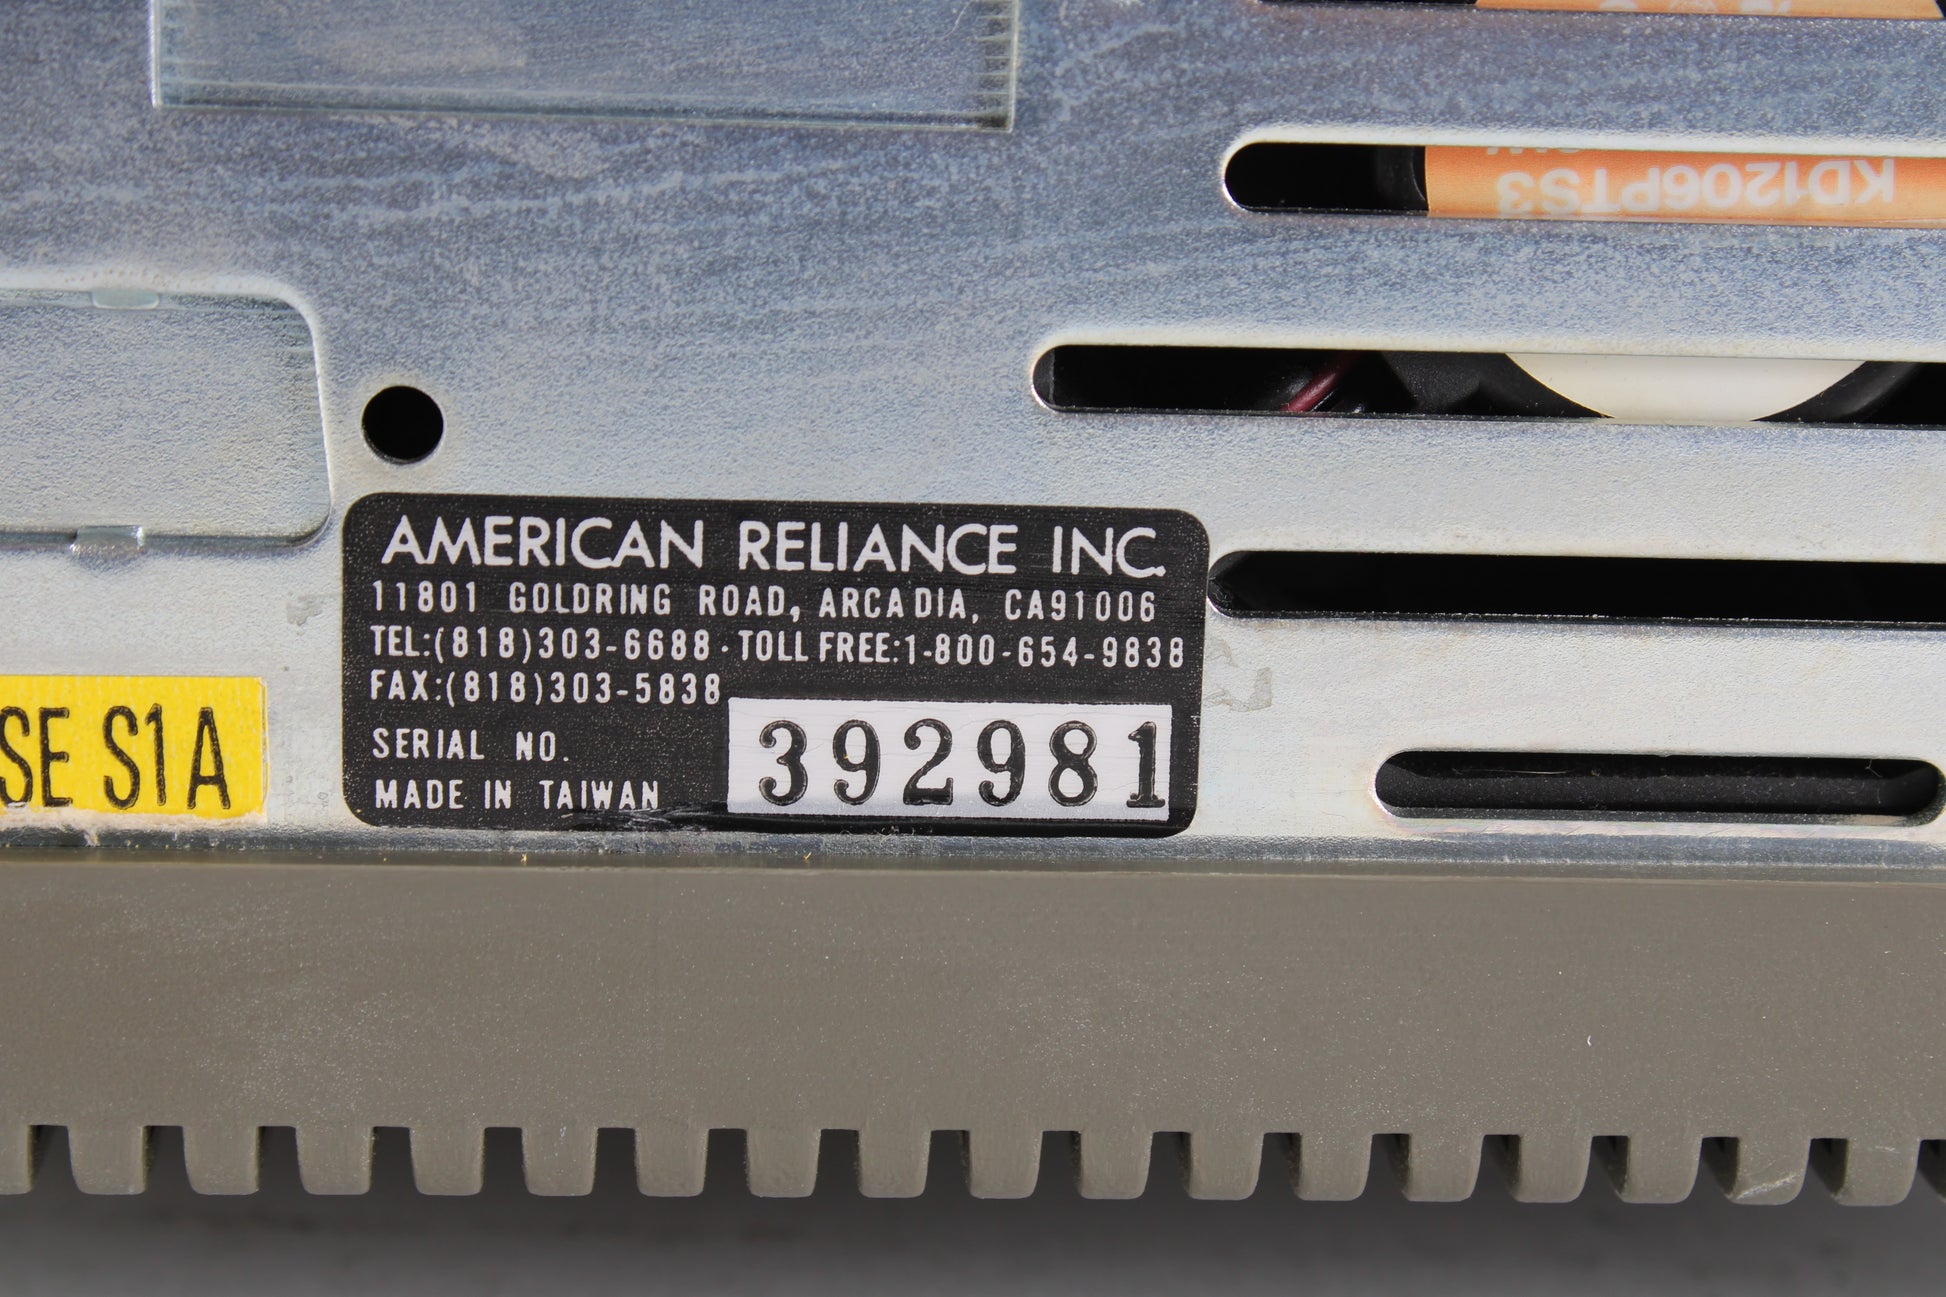 KD1206PTS3
AMERICAN RELIANCE INC.
11801 GOLDRING ROAD, ARCADIA, CA91006
TEL:(818)303-6688 · TOLL FREE:1-800-654-9838
FAX:(818)303-5838
SERIAL NO. 392981
MADE IN TAIWAN
SE S1A